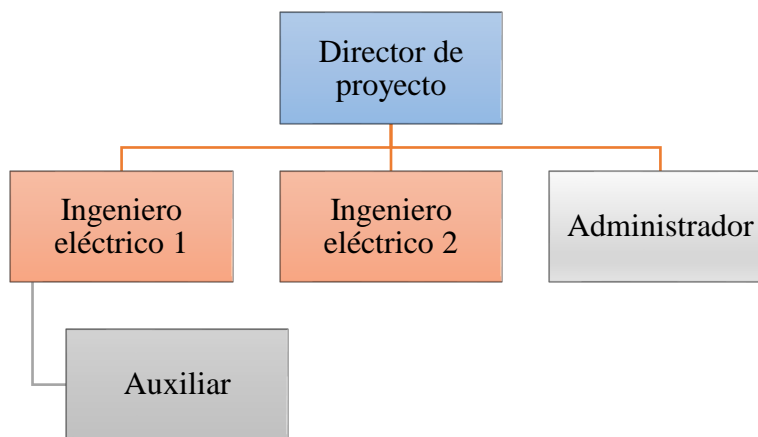 Director de
proyecto
Ingeniero
eléctrico 1
Ingeniero
eléctrico 2
Administrador
Auxiliar